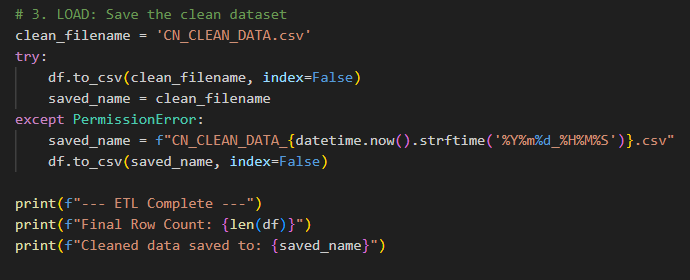 # 3. LOAD: Save the clean dataset
clean_filename = 'CN_CLEAN_DATA.csv'
try:
    df.to_csv(clean_filename, index=False)
    saved_name = clean_filename
except PermissionError:
    saved_name = f"CN_CLEAN_DATA_{datetime.now().strftime('%Y%m%d_%H%M%S')}.csv"
    df.to_csv(saved_name, index=False)

print(f"--- ETL Complete ---")
print(f"Final Row Count: {len(df)}")
print(f"Cleaned data saved to: {saved_name}")